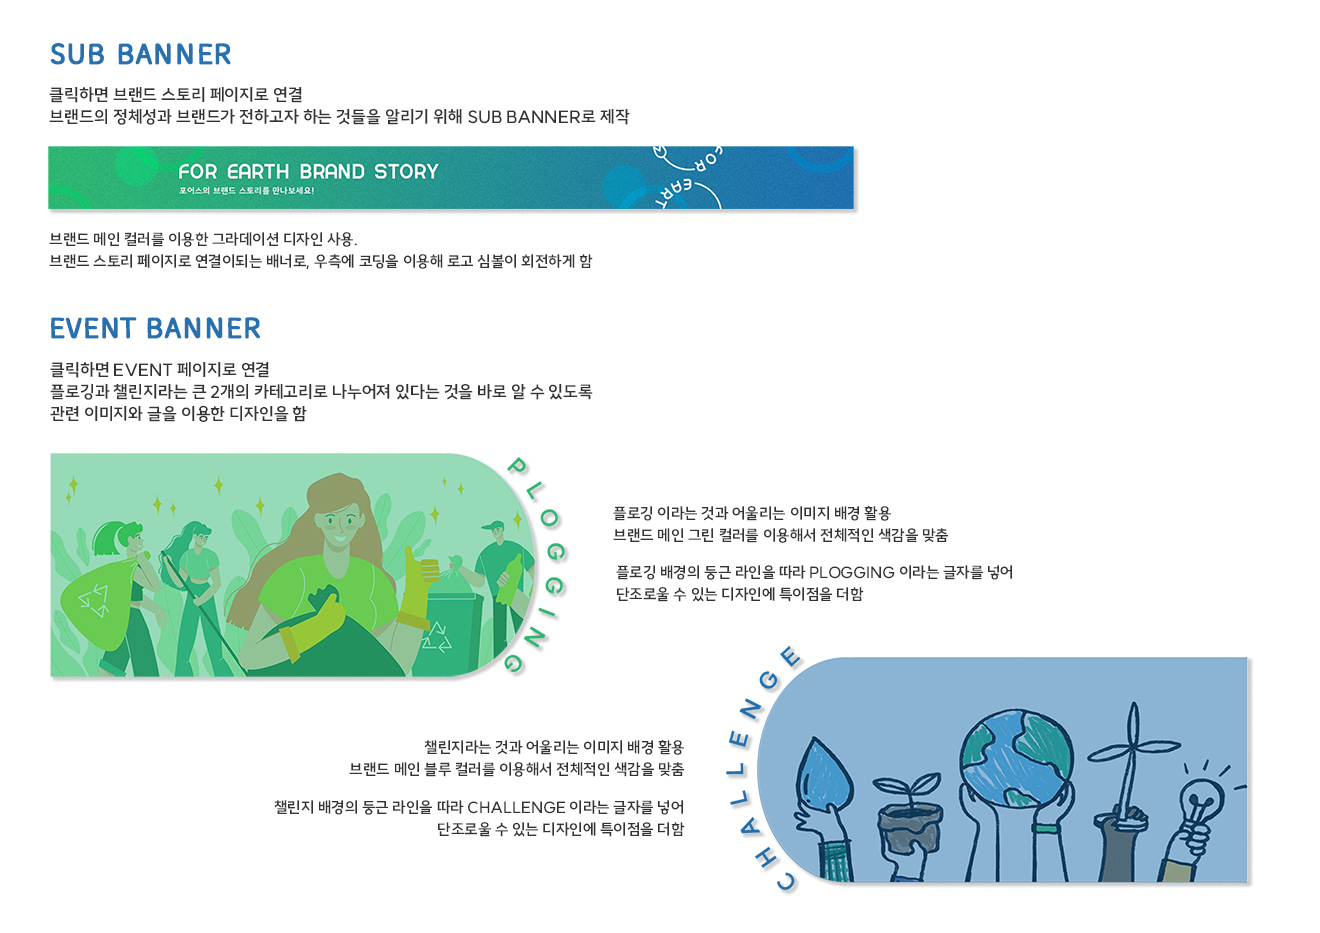 SUB BANNER
클릭하면 브랜드 스토리 페이지로 연결
브랜드의 정체성과 브랜드가 전하고자 하는 것들을 알리기 위해 SUB BANNER로 제작
FOR EARTH BRAND STORY
포어스의 브랜드 스토리를 만나보세요!
FOR
EART
브랜드 메인 컬러를 이용한 그라데이션 디자인 사용.
브랜드 스토리 페이지로 연결이되는 배너로, 우측에 코딩을 이용해 로고 심볼이 회전하게 함
EVENT BANNER
클릭하면 EVENT 페이지로 연결
플로깅과 챌린지라는 큰 2개의 카테고리로 나누어져 있다는 것을 바로 알 수 있도록
관련 이미지와 글을 이용한 디자인을 함
PLOGGING
플로깅 이라는 것과 어울리는 이미지 배경 활용
브랜드 메인 그린 컬러를 이용해서 전체적인 색감을 맞춤
플로깅 배경의 둥근 라인을 따라 PLOGGING 이라는 글자를 넣어
단조로울 수 있는 디자인에 특이점을 더함
챌린지라는 것과 어울리는 이미지 배경 활용
브랜드 메인 블루 컬러를 이용해서 전체적인 색감을 맞춤
챌린지 배경의 둥근 라인을 따라 CHALLENGE 이라는 글자를 넣어
단조로울 수 있는 디자인에 특이점을 더함
CHALLENGE